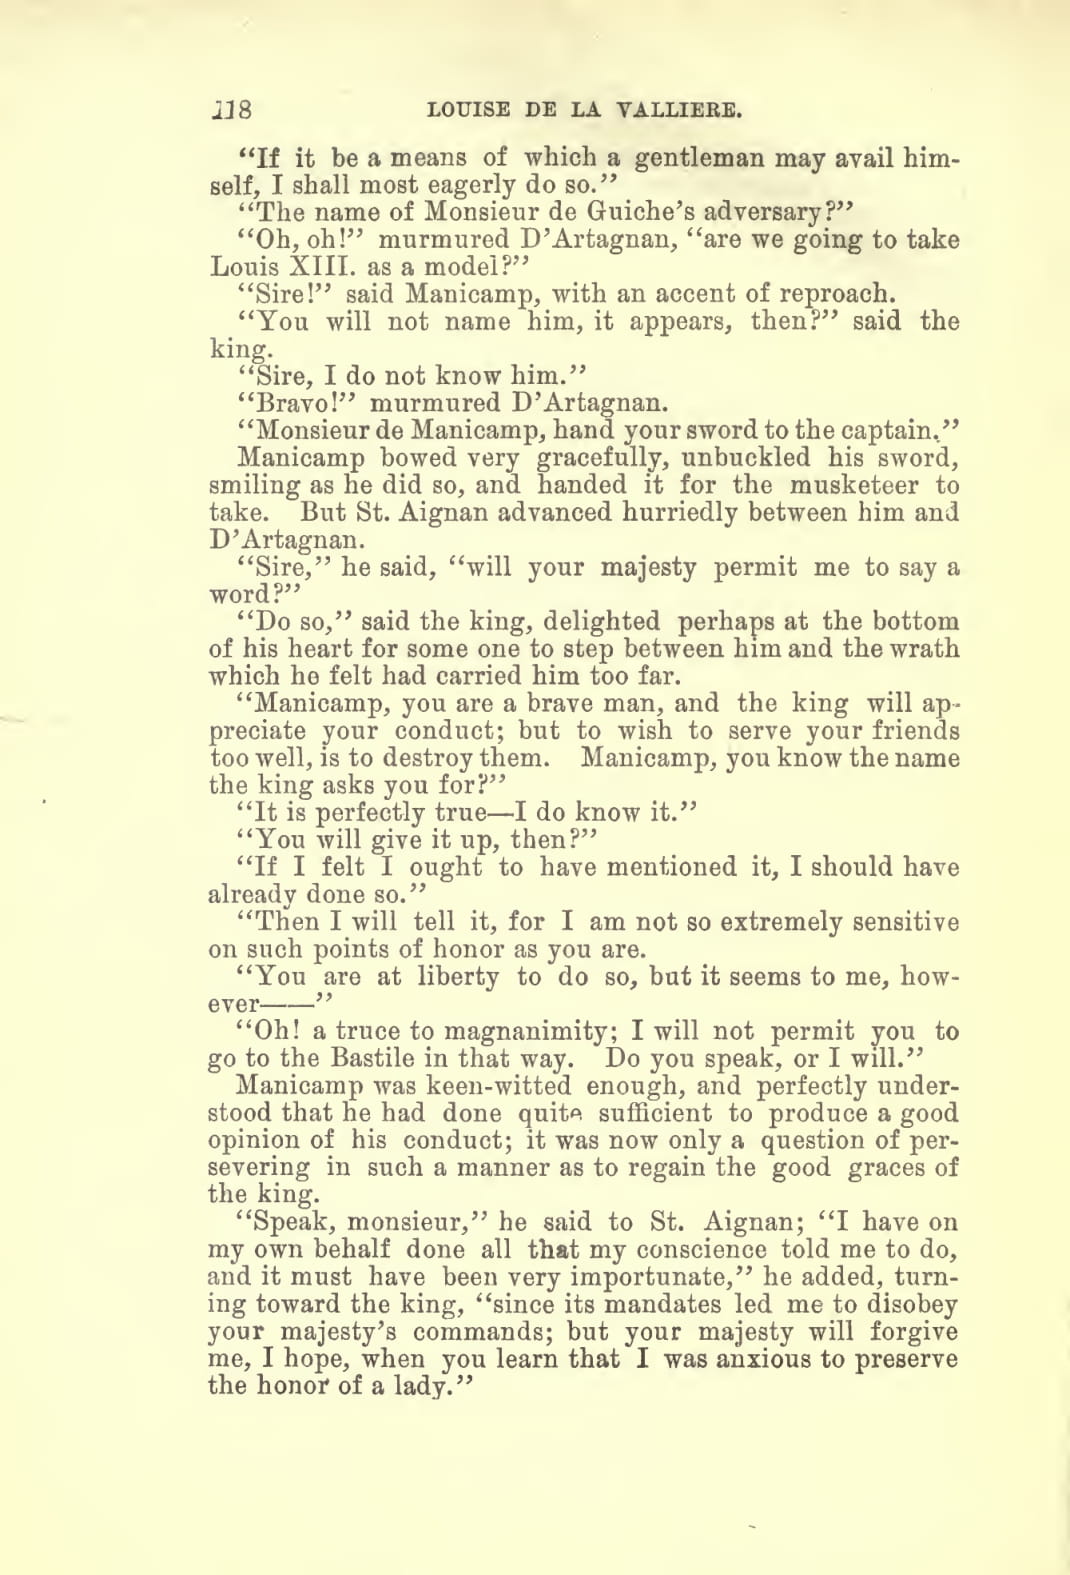 118 LOUISE DE LA VALLIERE.
“If it be a means of which a gentleman may avail him-
self, I shall most eagerly do so.”
“The name of Monsieur de Guiche’s adversary?”
“Oh, oh!” murmured D’Artagnan, “are we going to take
Louis XIII. as a model?”
“Sire!” said Manicamp, with an accent of reproach.
“You will not name him, it appears, then?” said the
king.
“Sire, I do not know him.”
“Bravo!” murmured D’Artagnan.
“Monsieur de Manicamp, hand your sword to the captain.”
Manicamp bowed very gracefully, unbuckled his sword,
smiling as he did so, and handed it for the musketeer to
take. But St. Aignan advanced hurriedly between him and
D’Artagnan.
“Sire,” he said, “will your majesty permit me to say a
word?”
“Do so,” said the king, delighted perhaps at the bottom
of his heart for some one to step between him and the wrath
which he felt had carried him too far.
“Manicamp, you are a brave man, and the king will ap-
preciate your conduct; but to wish to serve your friends
too well, is to destroy them. Manicamp, you know the name
the king asks you for?”
“It is perfectly true—I do know it.”
“You will give it up, then?”
“If I felt I ought to have mentioned it, I should have
already done so.”
“Then I will tell it, for I am not so extremely sensitive
on such points of honor as you are.
“You are at liberty to do so, but it seems to me, how-
ever——”
“Oh! a truce to magnanimity; I will not permit you to
go to the Bastile in that way. Do you speak, or I will.”
Manicamp was keen-witted enough, and perfectly under-
stood that he had done quite sufficient to produce a good
opinion of his conduct; it was now only a question of per-
severing in such a manner as to regain the good graces of
the king.
“Speak, monsieur,” he said to St. Aignan; “I have on
my own behalf done all that my conscience told me to do,
and it must have been very importunate,” he added, turn-
ing toward the king, “since its mandates led me to disobey
your majesty’s commands; but your majesty will forgive
me, I hope, when you learn that I was anxious to preserve
the honor of a lady.”